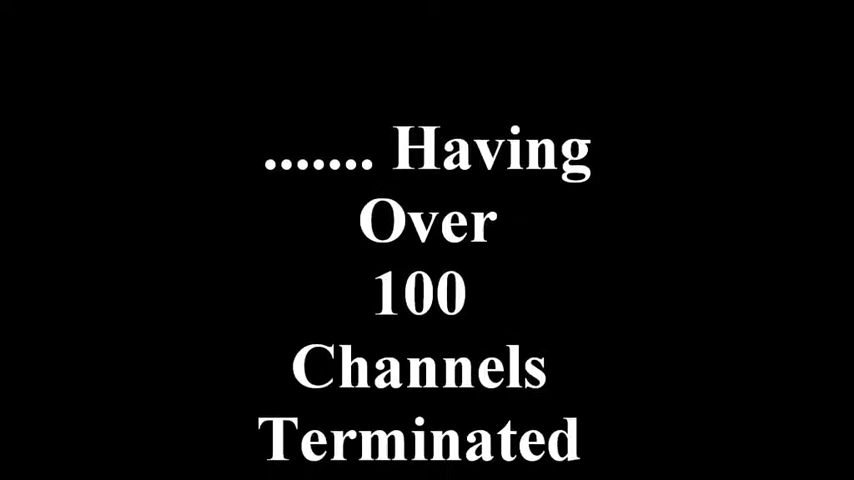 ....... Having
Over
100
Channels
Terminated